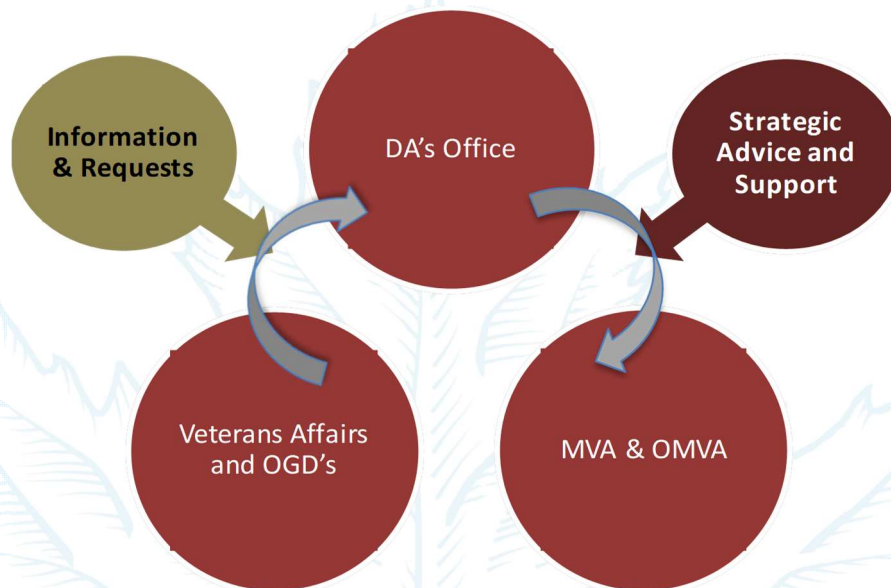 Information
& Requests
DA's Office
Strategic
Advice and
Support
Veterans Affairs
and OGD's
MVA & OMVA